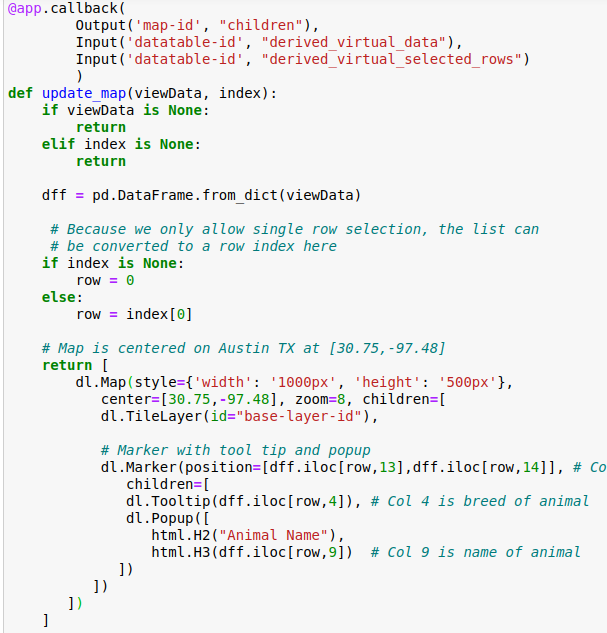 @app.callback(
        Output('map-id', "children"),
        Input('datatable-id', "derived_virtual_data"),
        Input('datatable-id', "derived_virtual_selected_rows")
        )
def update_map(viewData, index):
    if viewData is None:
        return
    elif index is None:
        return

    dff = pd.DataFrame.from_dict(viewData)

     # Because we only allow single row selection, the list can
     # be converted to a row index here
    if index is None:
        row = 0
    else:
        row = index[0]

    # Map is centered on Austin TX at [30.75,-97.48]
    return [
        dl.Map(style={'width': '1000px', 'height': '500px'},
           center=[30.75,-97.48], zoom=8, children=[
           dl.TileLayer(id="base-layer-id"),

           # Marker with tool tip and popup
           dl.Marker(position=[dff.iloc[row,13],dff.iloc[row,14]], # Co
              children=[
              dl.Tooltip(dff.iloc[row,4]), # Col 4 is breed of animal
              dl.Popup([
                 html.H2("Animal Name"),
                 html.H3(dff.iloc[row,9])  # Col 9 is name of animal
             ])
          ])
       ])
    ]